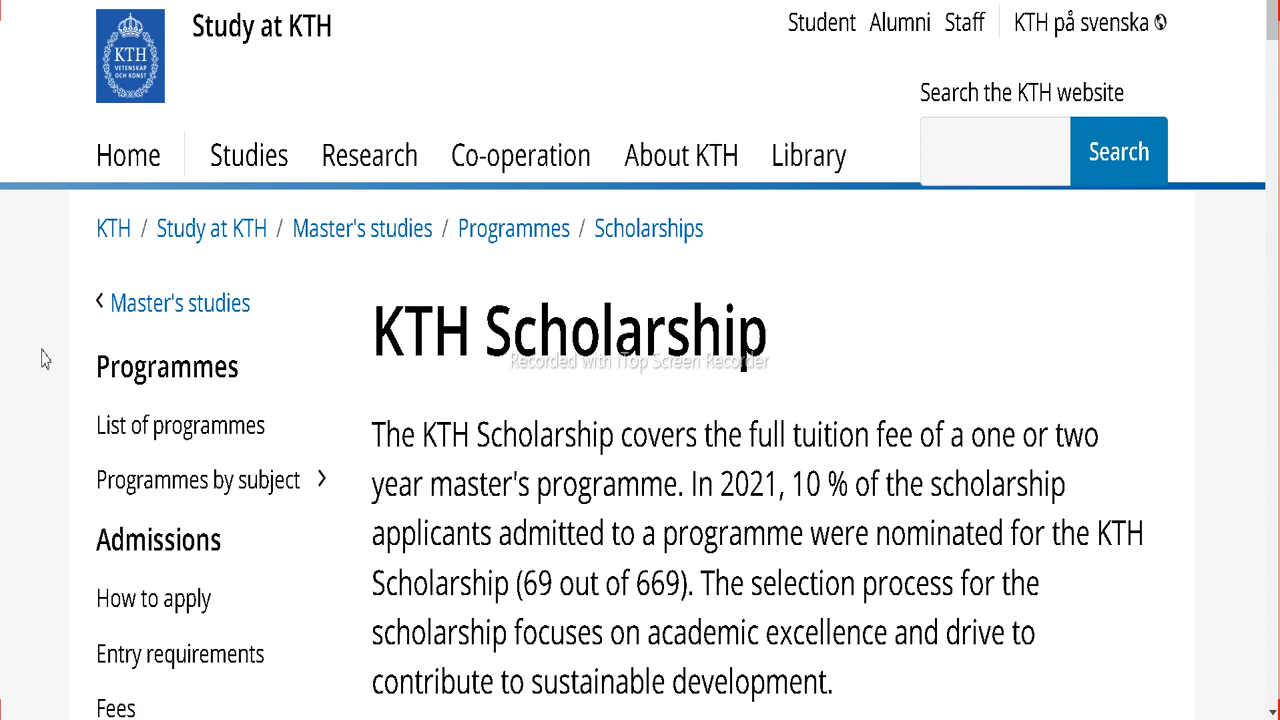 Study at KTH
Student Alumni Staff KTH på svenska
KTH
VETENSKAP
OCH KONST
Search the KTH website
Home Studies Research Co-operation About KTH Library
Search
KTH / Study at KTH / Master's studies / Programmes / Scholarships
Master's studies
Programmes
List of programmes
Programmes by subject
Admissions
How to apply
Entry requirements
Fees
KTH Scholarship
Recorded with iTop Screen Recorder
The KTH Scholarship covers the full tuition fee of a one or two
year master's programme. In 2021, 10 % of the scholarship
applicants admitted to a programme were nominated for the KTH
Scholarship (69 out of 669). The selection process for the
scholarship focuses on academic excellence and drive to
contribute to sustainable development.